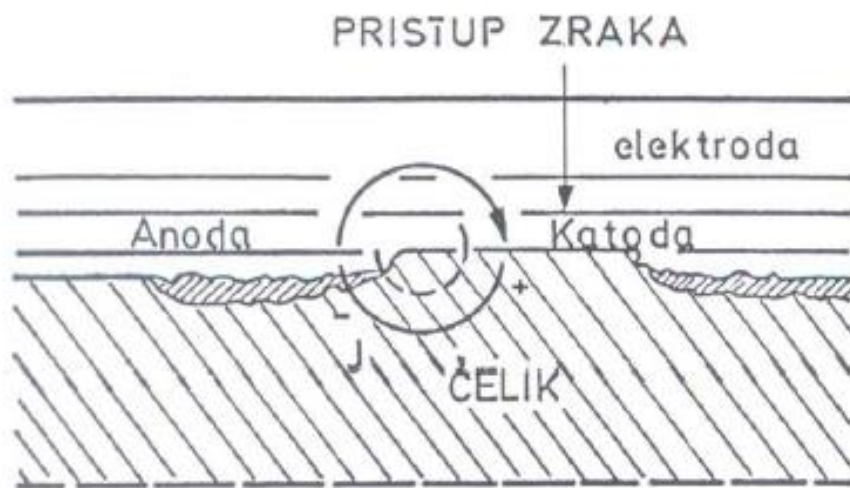 PRISTUP ZRAKA
elektroda
Anoda
Katoda
-
+
J
ČELIK